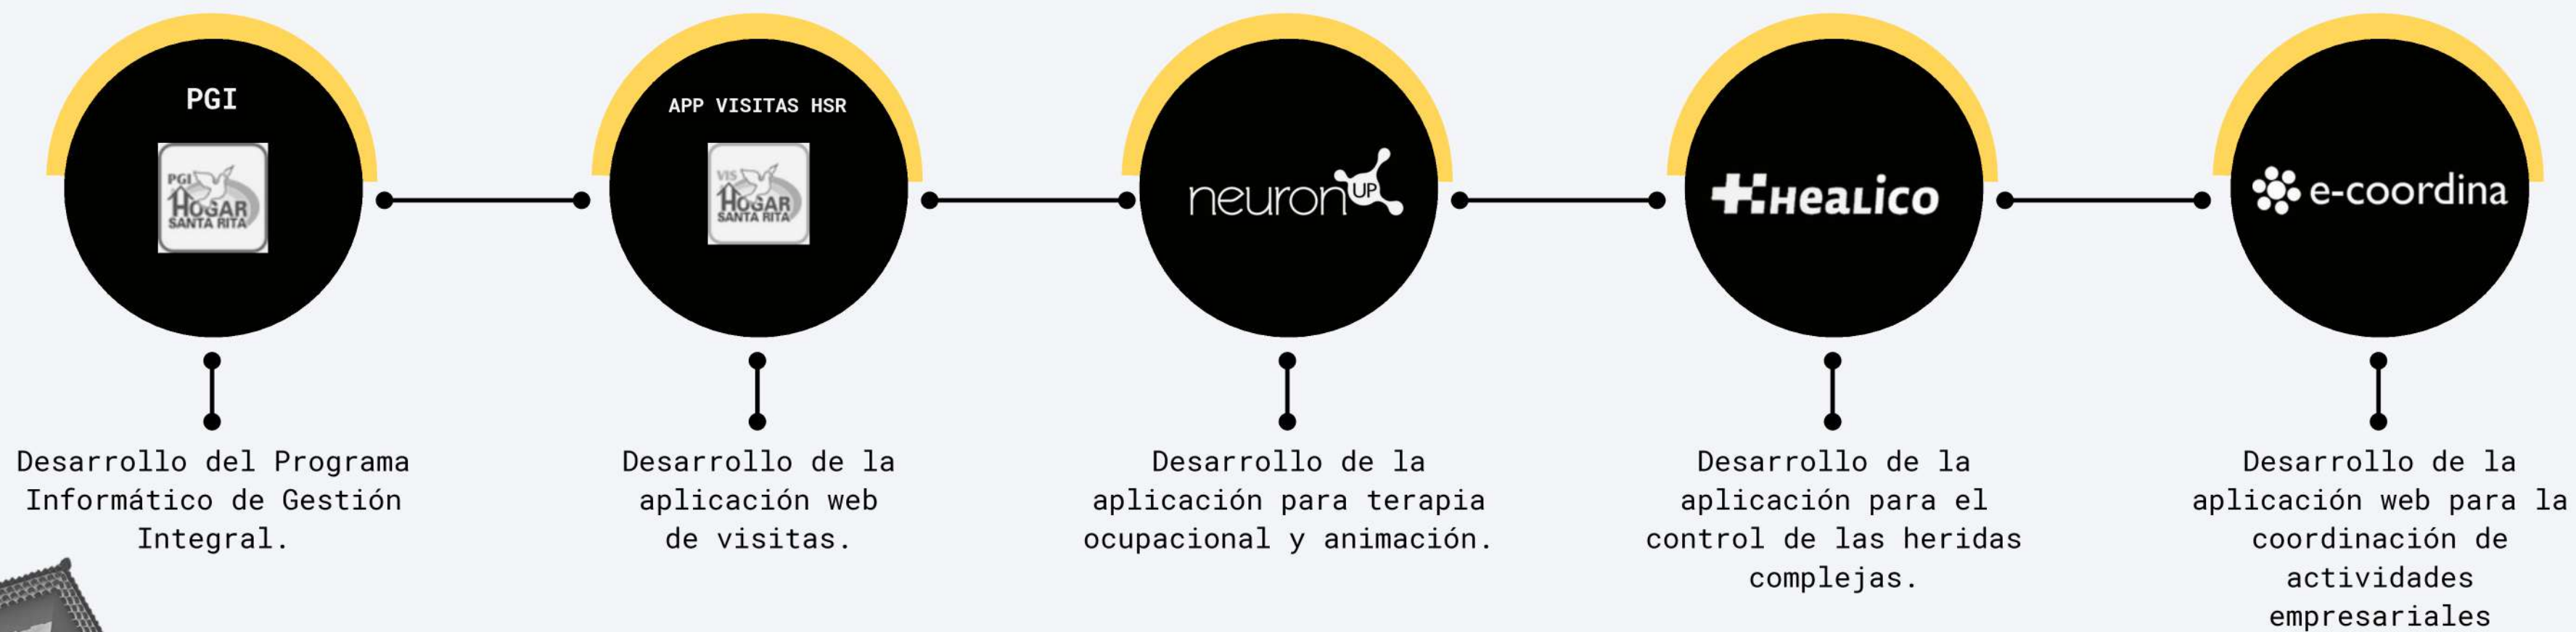 PGI
PGI
HOGAR
SANTA RITA
Desarrollo del Programa
Informático de Gestión
Integral.
APP VISITAS HSR
VIS
HOGAR
SANTA RITA
Desarrollo de la
aplicación web
de visitas.
neuronUP
Desarrollo de la
aplicación para terapia
ocupacional y animación.
HEALICO
Desarrollo de la
aplicación para el
control de las heridas
complejas.
e-coordina
Desarrollo de la
aplicación web para la
coordinación de
actividades
empresariales